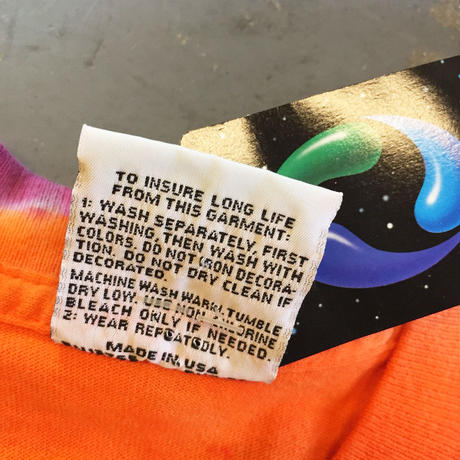 TO INSURE LONG LIFE
FROM THIS GARMENT:
1: WASH SEPARATELY FIRST
WASHING, THEN WASH WITH
COLORS. DO NOT IRON DECORA-
TION. DO NOT DRY CLEAN IF
DECORATED.
MACHINE WASH WARM, TUMBLE
DRY LOW. USE NON-
BLEACH ONLY IF NEEDED.
2: WEAR REPEATEDLY.
MADE IN USA